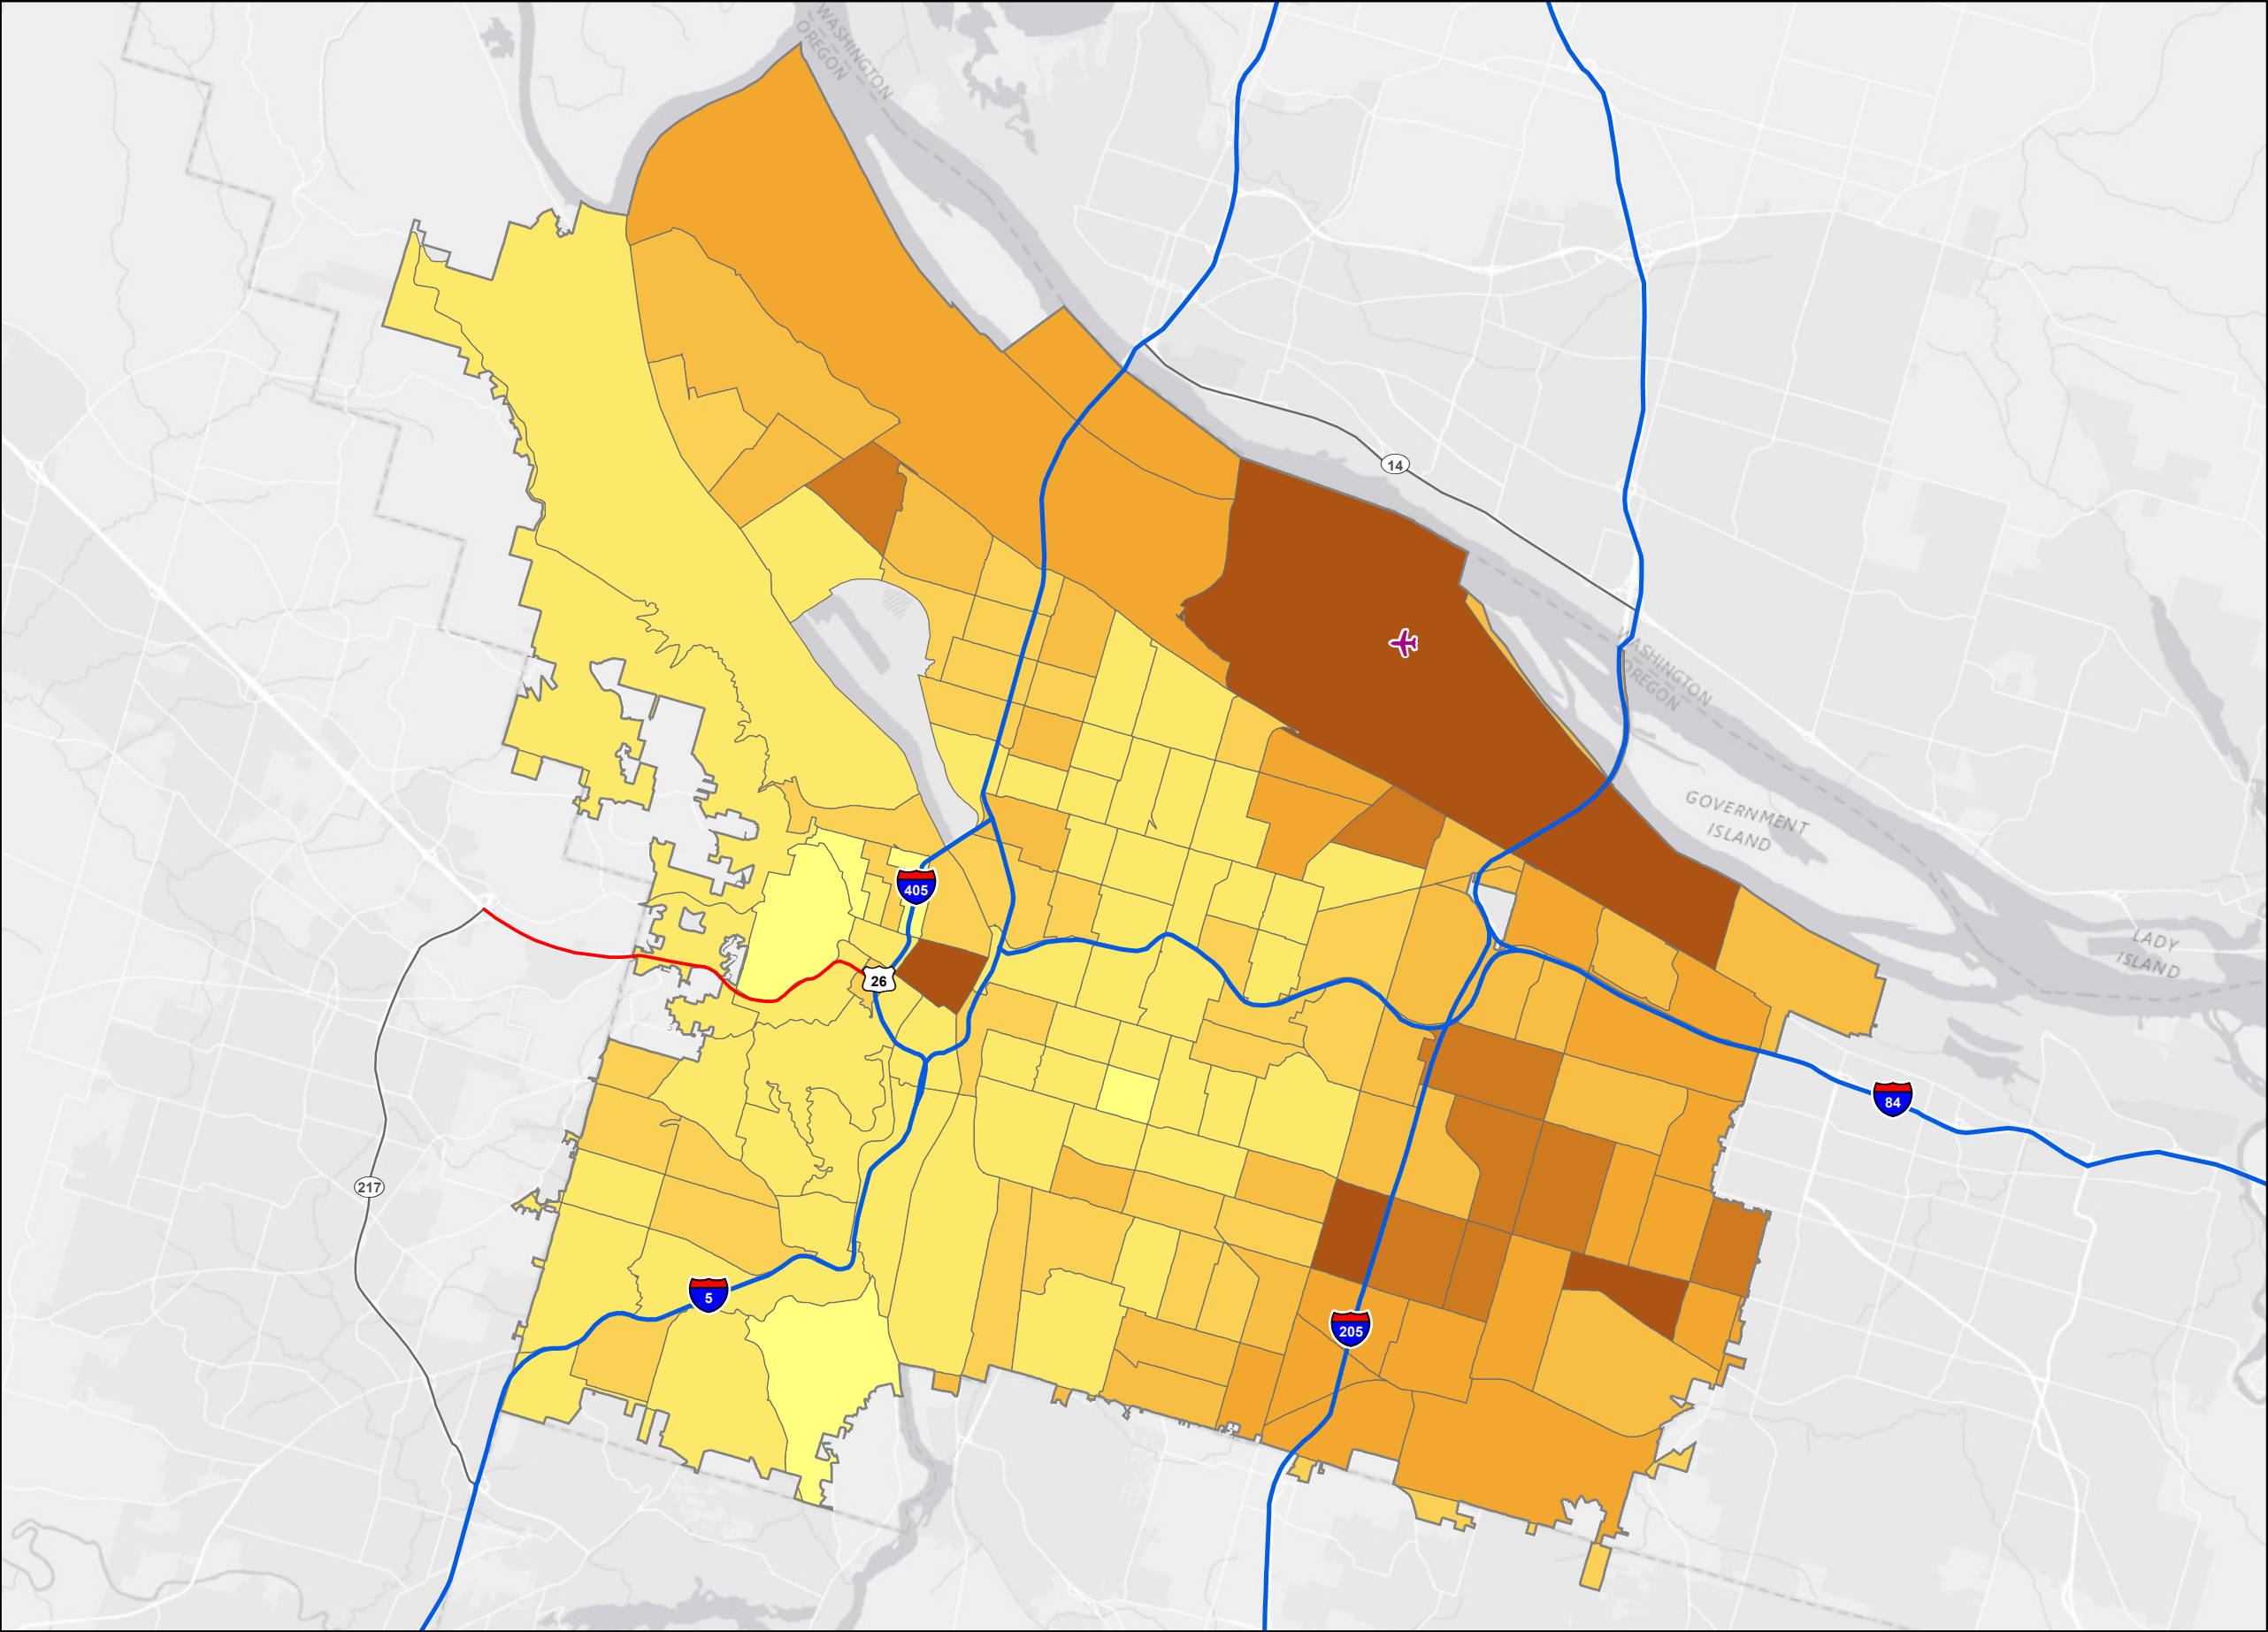 WASHINGTON
OREGON
14
WASHINGTON
OREGON
GOVERNMENT
ISLAND
405
LADY
ISLAND
26
84
217
5
205